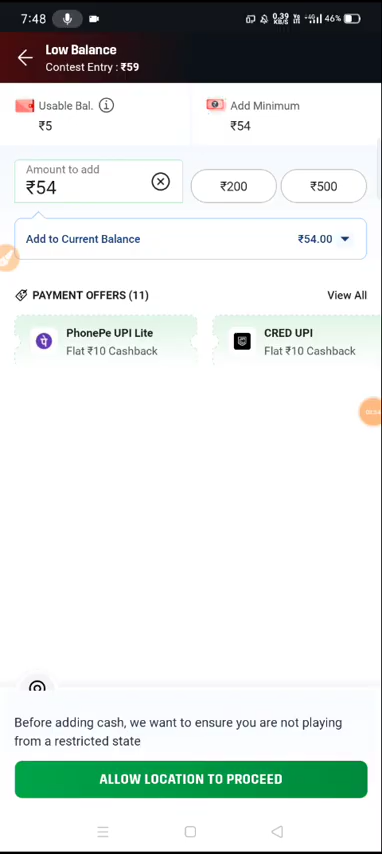 7:48
0.39 KB/S
46%
Low Balance
Contest Entry : ₹59
Usable Bal.
₹5
Add Minimum
₹54
Amount to add
₹54
₹200
₹500
Add to Current Balance
₹54.00
PAYMENT OFFERS (11)
View All
PhonePe UPI Lite
Flat ₹10 Cashback
CRED UPI
Flat ₹10 Cashback
Before adding cash, we want to ensure you are not playing
from a restricted state
ALLOW LOCATION TO PROCEED